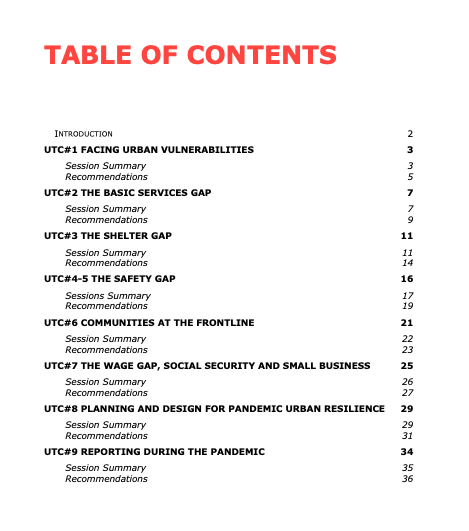 TABLE OF CONTENTS
INTRODUCTION 2
UTC#1 FACING URBAN VULNERABILITIES 3
Session Summary 3
Recommendations 5
UTC#2 THE BASIC SERVICES GAP 7
Session Summary 7
Recommendations 9
UTC#3 THE SHELTER GAP 11
Session Summary 11
Recommendations 14
UTC#4-5 THE SAFETY GAP 16
Sessions Summary 17
Recommendations 19
UTC#6 COMMUNITIES AT THE FRONTLINE 21
Session Summary 22
Recommendations 23
UTC#7 THE WAGE GAP, SOCIAL SECURITY AND SMALL BUSINESS 25
Session Summary 26
Recommendations 27
UTC#8 PLANNING AND DESIGN FOR PANDEMIC URBAN RESILIENCE 29
Session Summary 29
Recommendations 31
UTC#9 REPORTING DURING THE PANDEMIC 34
Session Summary 35
Recommendations 36